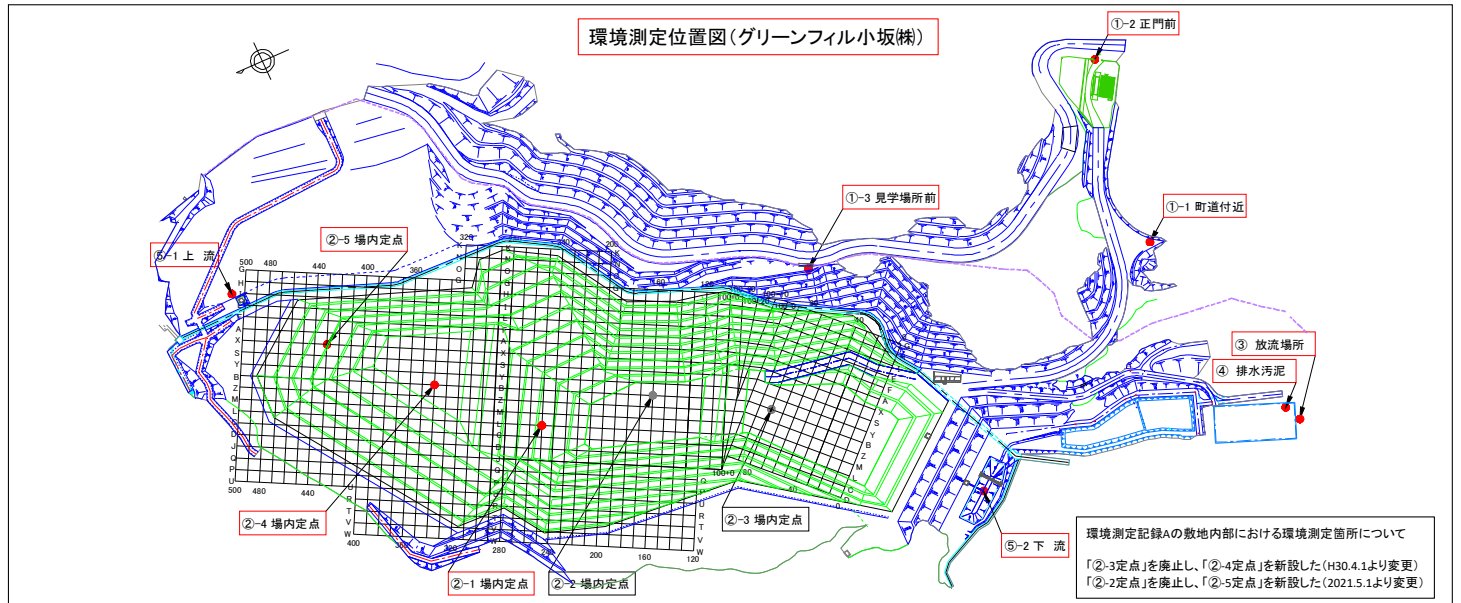 環境測定位置図(グリーンフィル小坂㈱)
①-2 正門前
①-3 見学場所前
①-1 町道付近
②-5 場内定点
⑤-1 上 流
③ 放流場所
④ 排水汚泥
②-4 場内定点
②-3 場内定点
②-1 場内定点
②-2 場内定点
⑤-2 下 流
環境測定記録Aの敷地内部における環境測定箇所について
「②-3定点」を廃止し、「②-4定点」を新設した(H30.4.1より変更)
「②-2定点」を廃止し、「②-5定点」を新設した(2021.5.1より変更)
500 480 440 400 360
320
200
500 480
400
280
200 160 120